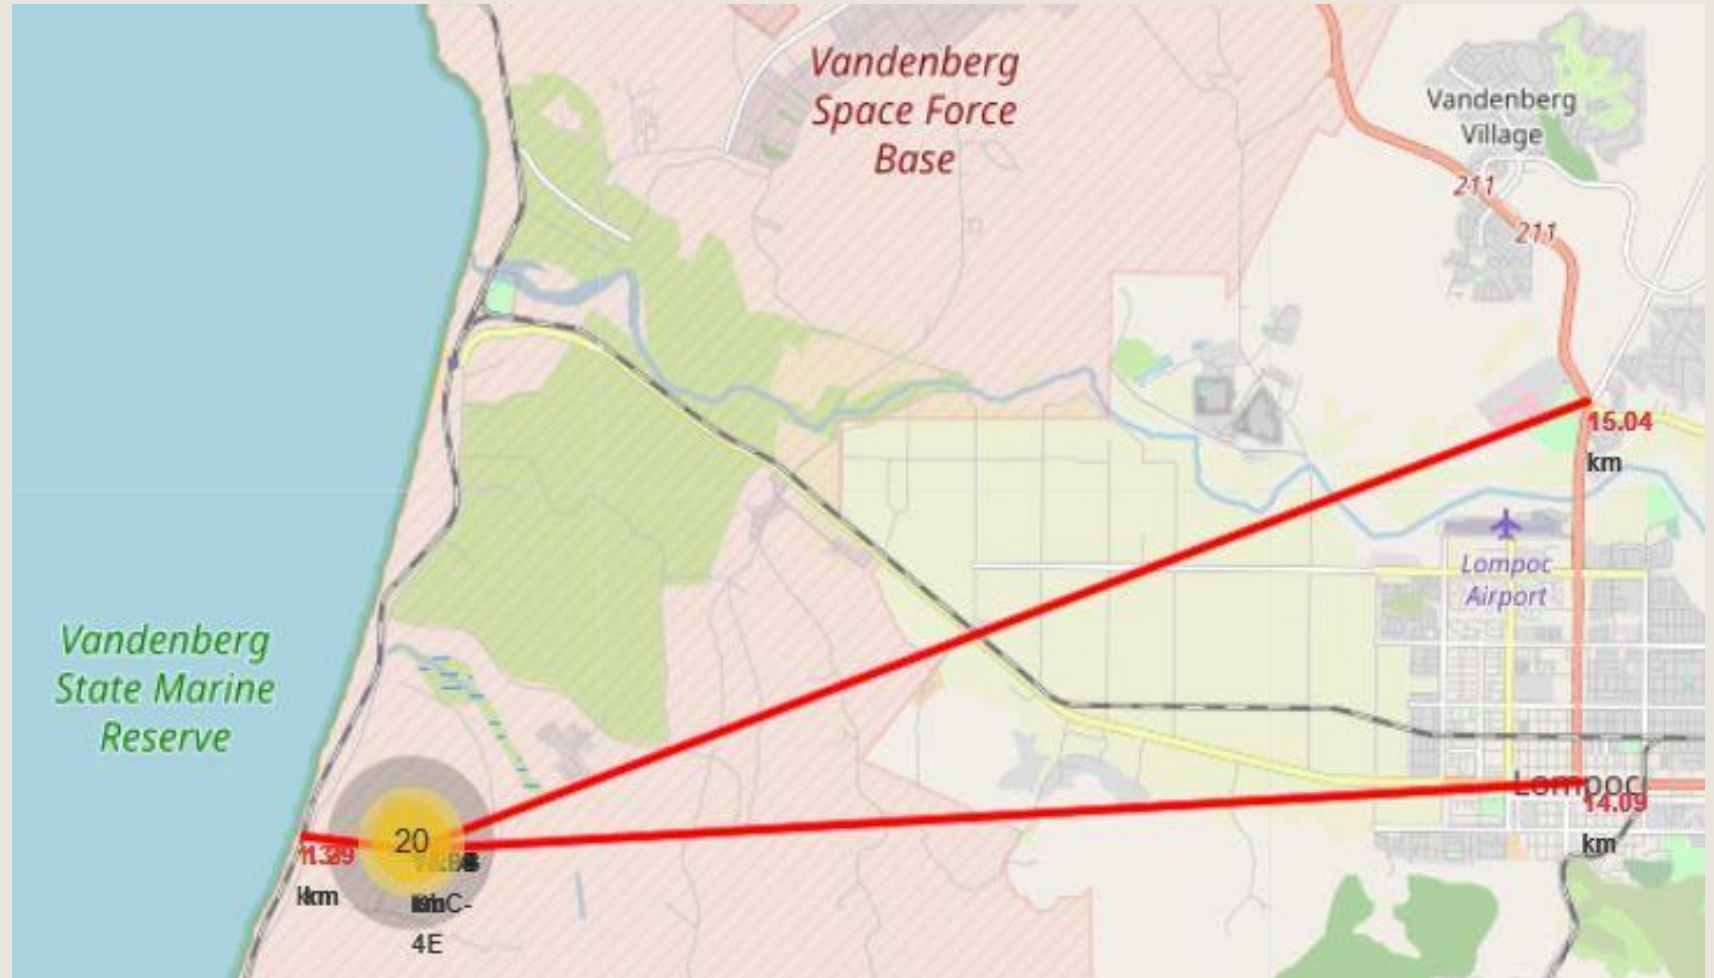 Vandenberg
Space Force
Base
Vandenberg
Village
211
211
15.04
km
Lompoc
Airport
Vandenberg
State Marine
Reserve
Lompoc
14.09
km
20
km
4E